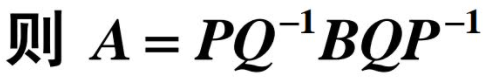 则 A = PQ⁻¹BQP⁻¹